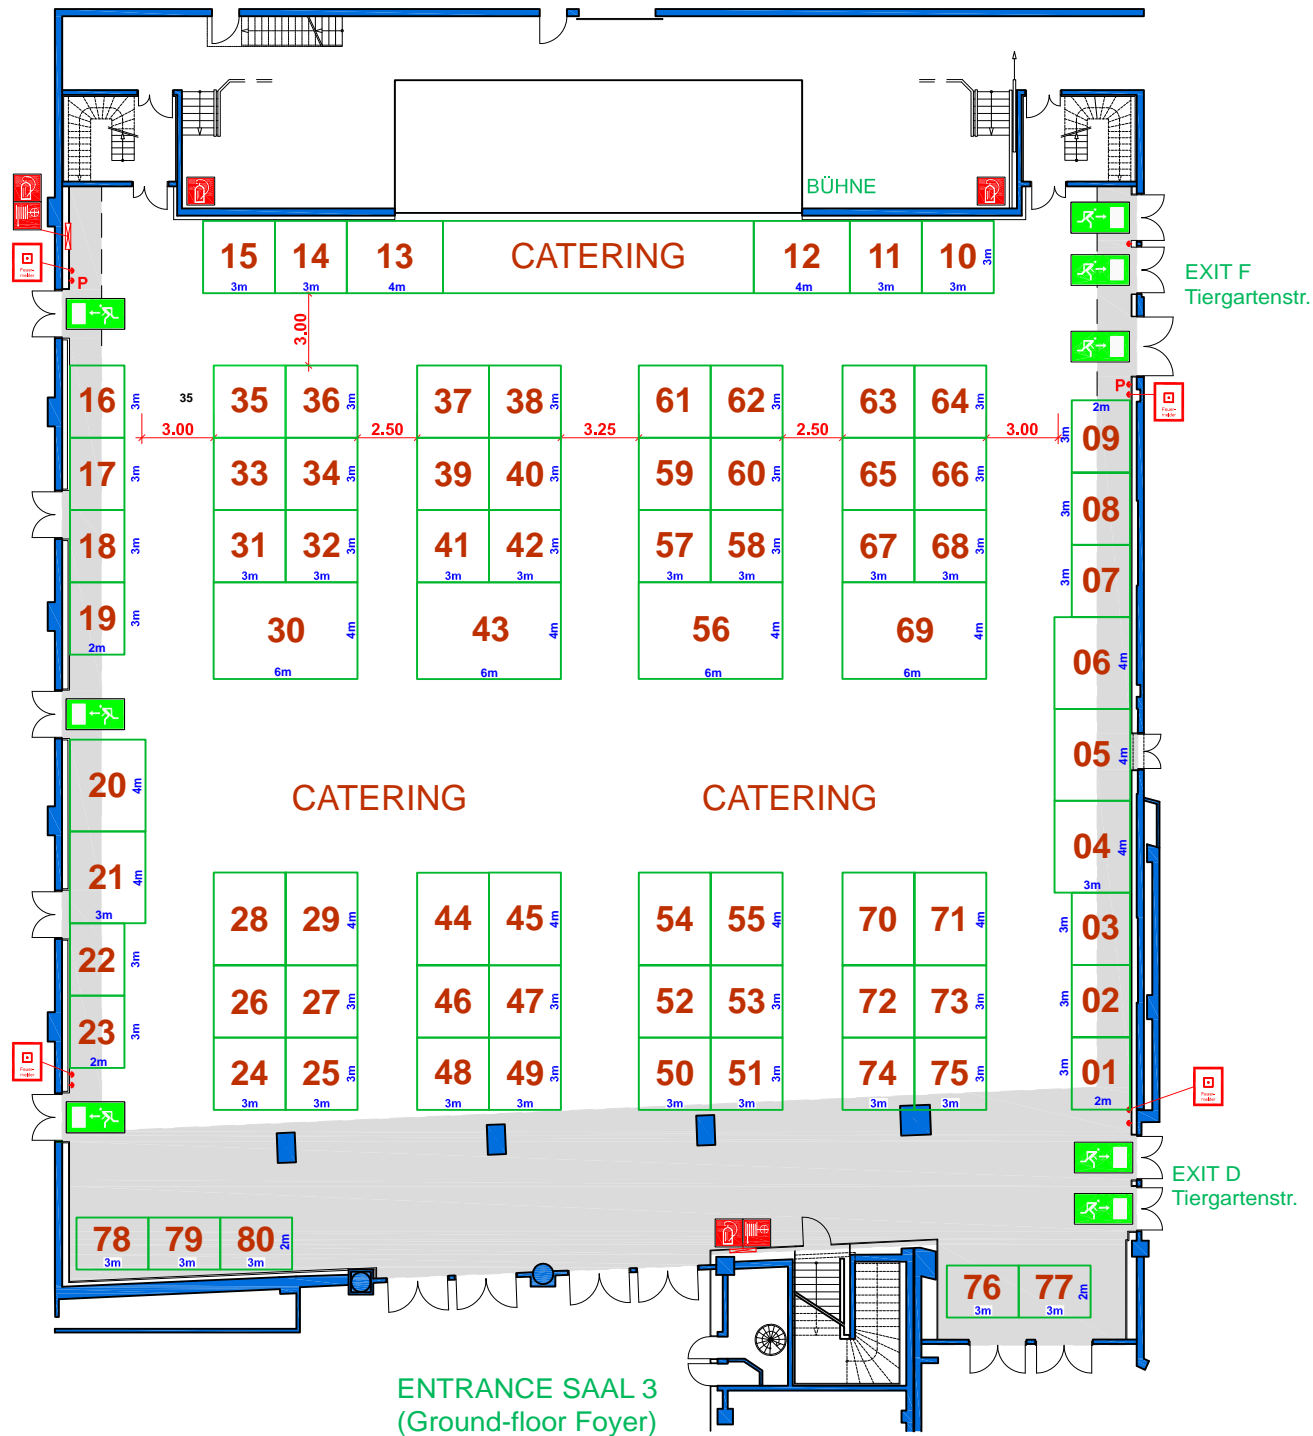 BÜHNE
15 14 13 CATERING 12 11 10 3m
3m 3m 4m 4m 3m 3m
EXIT F
Tiergartenstr.
P
3.00
P
16 3m 35 35 36 3m 37 38 3m 61 62 3m 63 64 3m 2m
3.00 2.50 3.25 2.50 3.00 3m 09
17 3m 33 34 3m 39 40 3m 59 60 3m 65 66 3m 3m 08
18 3m 31 32 3m 41 42 3m 57 58 3m 67 68 3m 3m 07
3m 3m 3m 3m 3m 3m 3m 3m
19 3m 30 4m 43 4m 56 4m 69 4m 06 4m
2m 6m 6m 6m 6m
20 4m CATERING CATERING 05 4m
21 4m 04 4m
3m 3m
28 29 4m 44 45 4m 54 55 4m 70 71 4m 3m 03
22 3m
26 27 3m 46 47 3m 52 53 3m 72 73 3m 3m 02
23 3m
2m
24 25 3m 48 49 3m 50 51 3m 74 75 3m 3m 01
3m 3m 3m 3m 3m 3m 3m 3m 2m
EXIT D
Tiergartenstr.
78 79 80 2m
3m 3m 3m
76 77 2m
3m 3m
ENTRANCE SAAL 3
(Ground-floor Foyer)